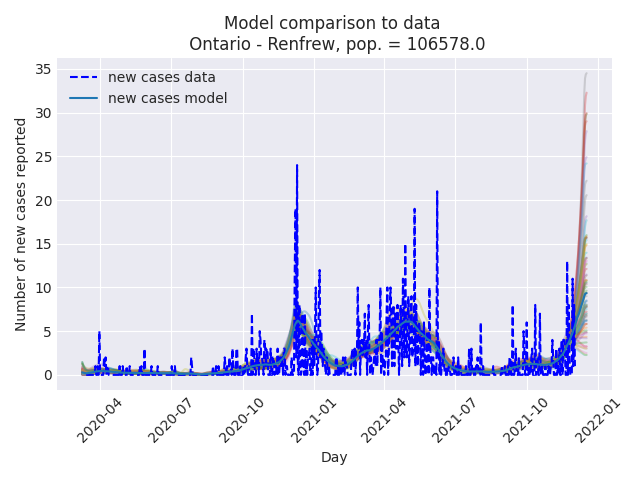 Model comparison to data
Ontario - Renfrew, pop. = 106578.0
new cases data
new cases model
Number of new cases reported
35
30
25
20
15
10
5
0
2020-04
2020-07
2020-10
2021-01
2021-04
2021-07
2021-10
2022-01
Day